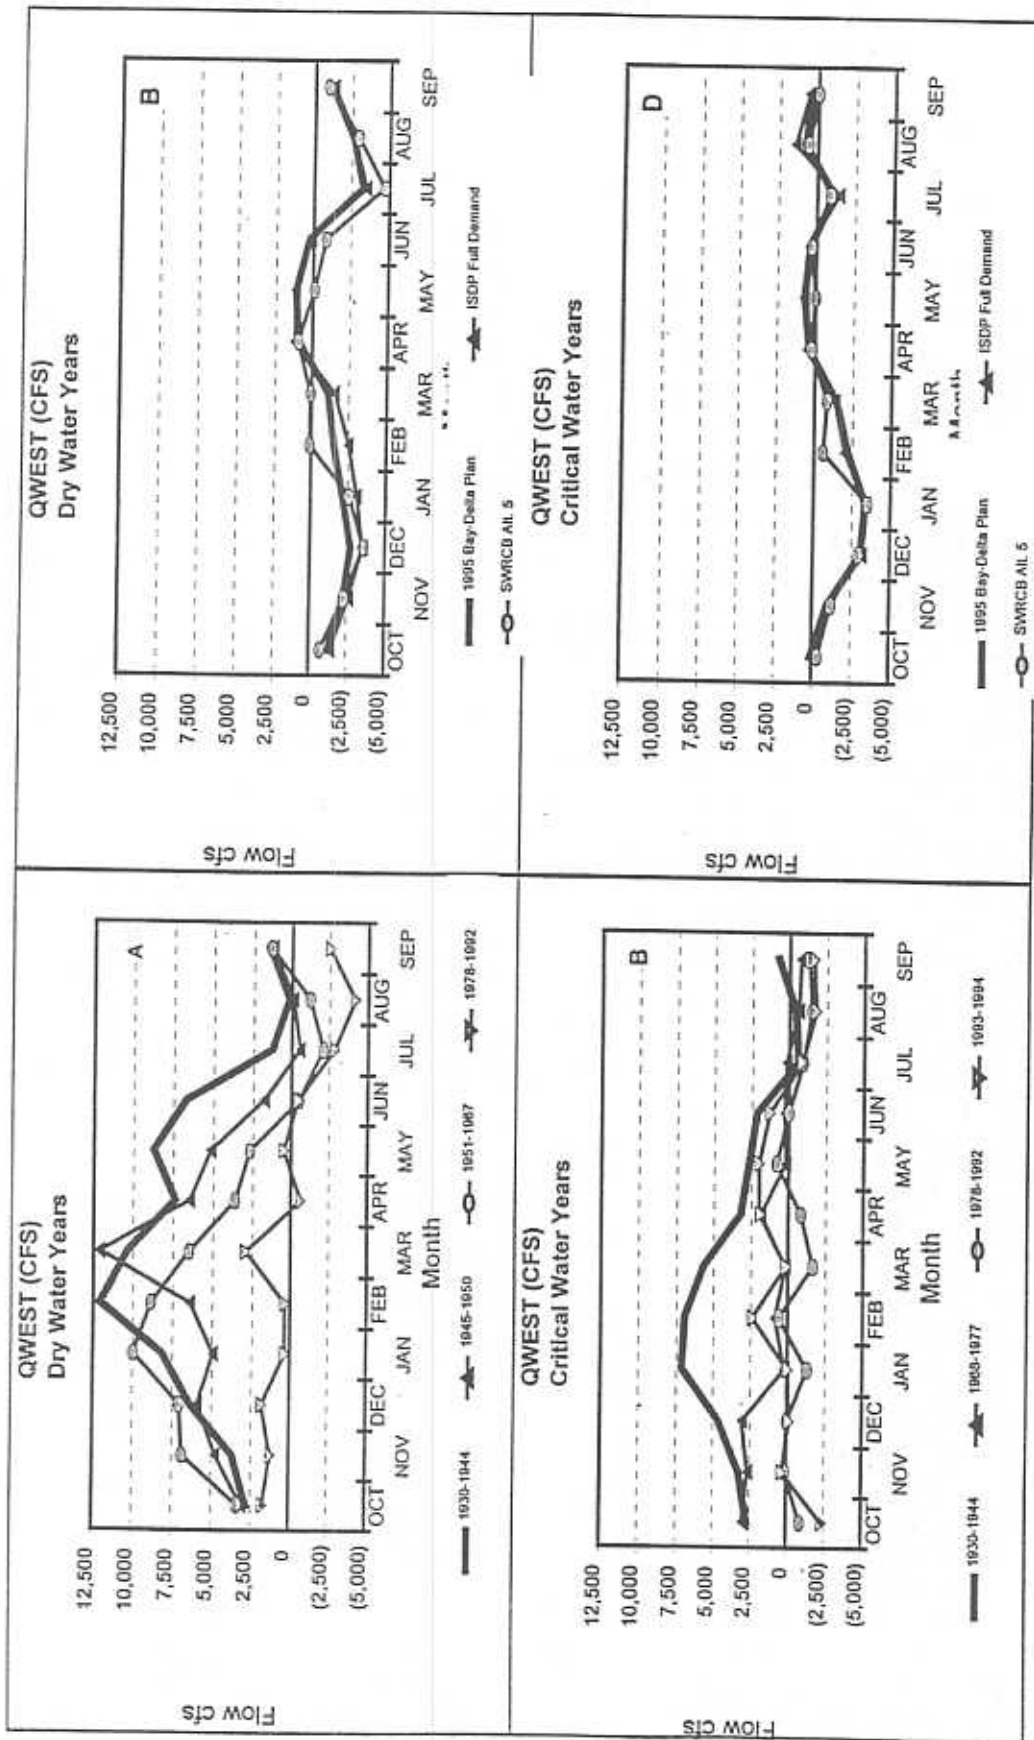 QWEST (CFS)
Dry Water Years
A
12,500
10,000
7,500
5,000
2,500
0
(2,500)
(5,000)
Flow cfs
OCT NOV DEC JAN FEB MAR APR MAY JUN JUL AUG SEP
Month
1930-1944 1945-1950 1951-1967 1978-1992
QWEST (CFS)
Dry Water Years
B
12,500
10,000
7,500
5,000
2,500
0
(2,500)
(5,000)
Flow cfs
OCT NOV DEC JAN FEB MAR APR MAY JUN JUL AUG SEP
1995 Bay-Delta Plan ISDP Full Demand
SWRCB Alt. 5
QWEST (CFS)
Critical Water Years
B
12,500
10,000
7,500
5,000
2,500
0
(2,500)
(5,000)
Flow cfs
OCT NOV DEC JAN FEB MAR APR MAY JUN JUL AUG SEP
Month
1930-1944 1968-1977 1978-1992 1993-1994
QWEST (CFS)
Critical Water Years
D
12,500
10,000
7,500
5,000
2,500
0
(2,500)
(5,000)
Flow cfs
OCT NOV DEC JAN FEB MAR APR MAY JUN JUL AUG SEP
Month
1995 Bay-Delta Plan ISDP Full Demand
SWRCB Alt. 5